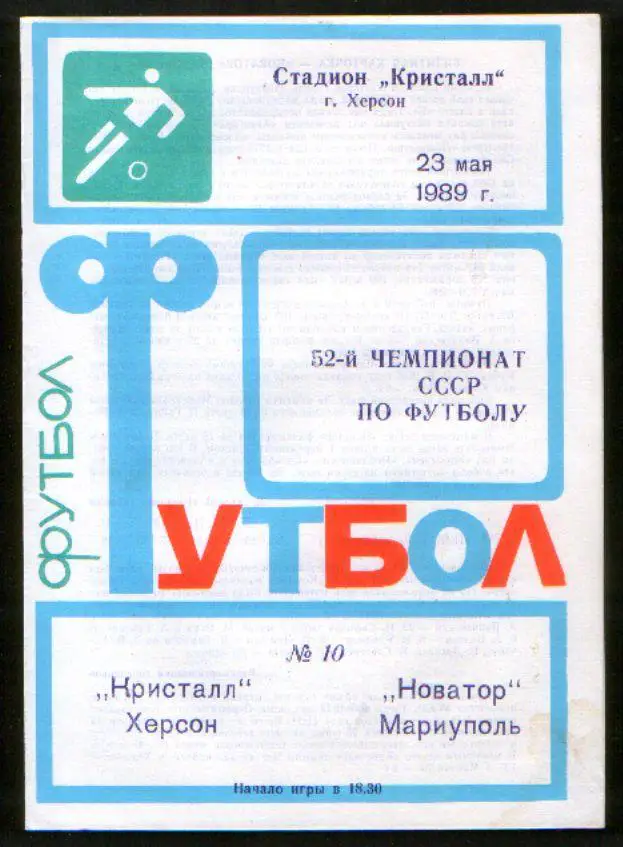 Стадион „Кристалл"
г. Херсон
23 мая
1989 г.
52-й ЧЕМПИОНАТ
СССР
ПО ФУТБОЛУ
ФУТБОЛ
ФУТБОЛ
№ 10
„Кристалл"
Херсон
„Новатор"
Мариуполь
Начало игры в 18.30